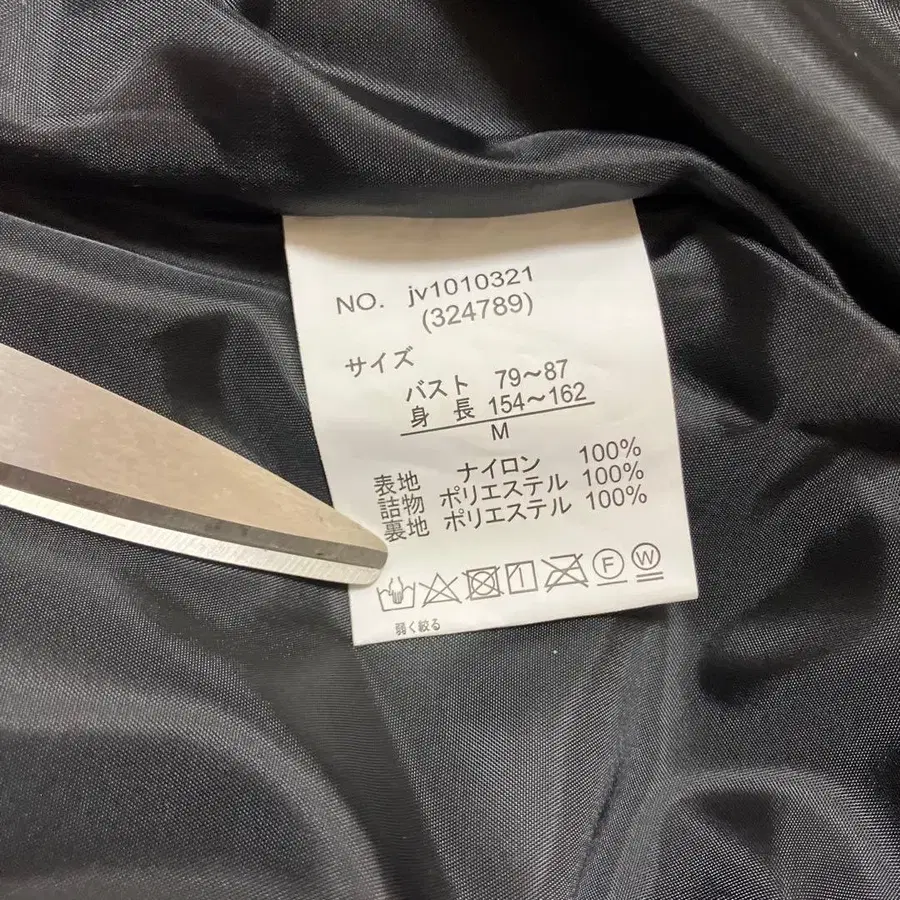 NO. jv1010321
(324789)
サイズ
バスト 79～87
身 長 154～162
M
表地 ナイロン 100%
詰物 ポリエステル 100%
裏地 ポリエステル 100%
F W
弱く絞る